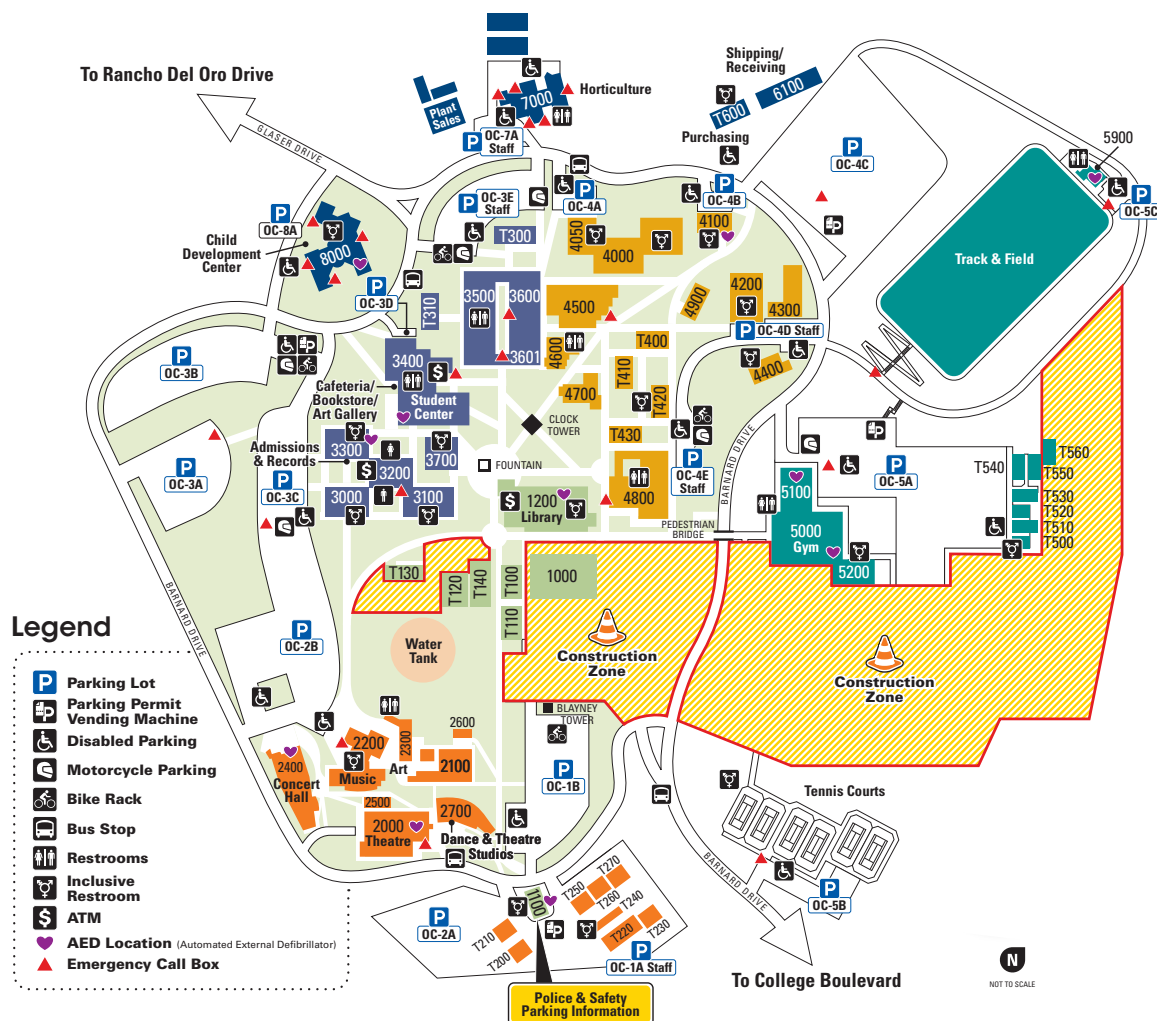 To Rancho Del Oro Drive
GLASER DRIVE
Plant
Sales
7000
Horticulture
P
OC-7A
Staff
Shipping/
Receiving
6100
T600
Purchasing
P
OC-4C
P
5900
P
OC-5C
Track & Field
P
OC-8A
Child
Development
Center
8000
P
OC-3E
Staff
P
OC-4A
P
OC-4B
4100
T300
4050
4000
P
OC-3D
T310
3500
3600
3601
4500
4900
4200
4300
P
OC-4D Staff
4600
T400
4400
P
OC-3B
P
3400
$
Cafeteria/
Bookstore/
Art Gallery
Student
Center
4700
T410
T420
CLOCK
TOWER
T430
3300
Admissions
& Records
3700
$
3200
FOUNTAIN
3000
3100
P
OC-3A
P
OC-3C
$
1200
Library
4800
P
OC-4E
Staff
BARNARD DRIVE
P
P
OC-5A
5100
5000
Gym
5200
PEDESTRIAN
BRIDGE
T540
T560
T550
T530
T520
T510
T500
T130
T120
T140
T100
T110
1000
Water
Tank
Construction
Zone
Construction
Zone
BARNARD DRIVE
P
OC-2B
BLAYNEY
TOWER
2400
Concert
Hall
2200
Music
Art
2300
2600
2100
2500
2000
Theatre
2700
Dance & Theatre
Studios
P
OC-1B
Tennis Courts
BARNARD DRIVE
P
OC-5B
To College Boulevard
P
OC-2A
T210
T200
1100
P
T250
T270
T260
T240
T220
T230
P
OC-1A Staff
Police & Safety
Parking Information
N
NOT TO SCALE
Legend
P Parking Lot
P Parking Permit
Vending Machine
Disabled Parking
Motorcycle Parking
Bike Rack
Bus Stop
Restrooms
Inclusive
Restroom
$ ATM
AED Location (Automated External Defibrillator)
Emergency Call Box